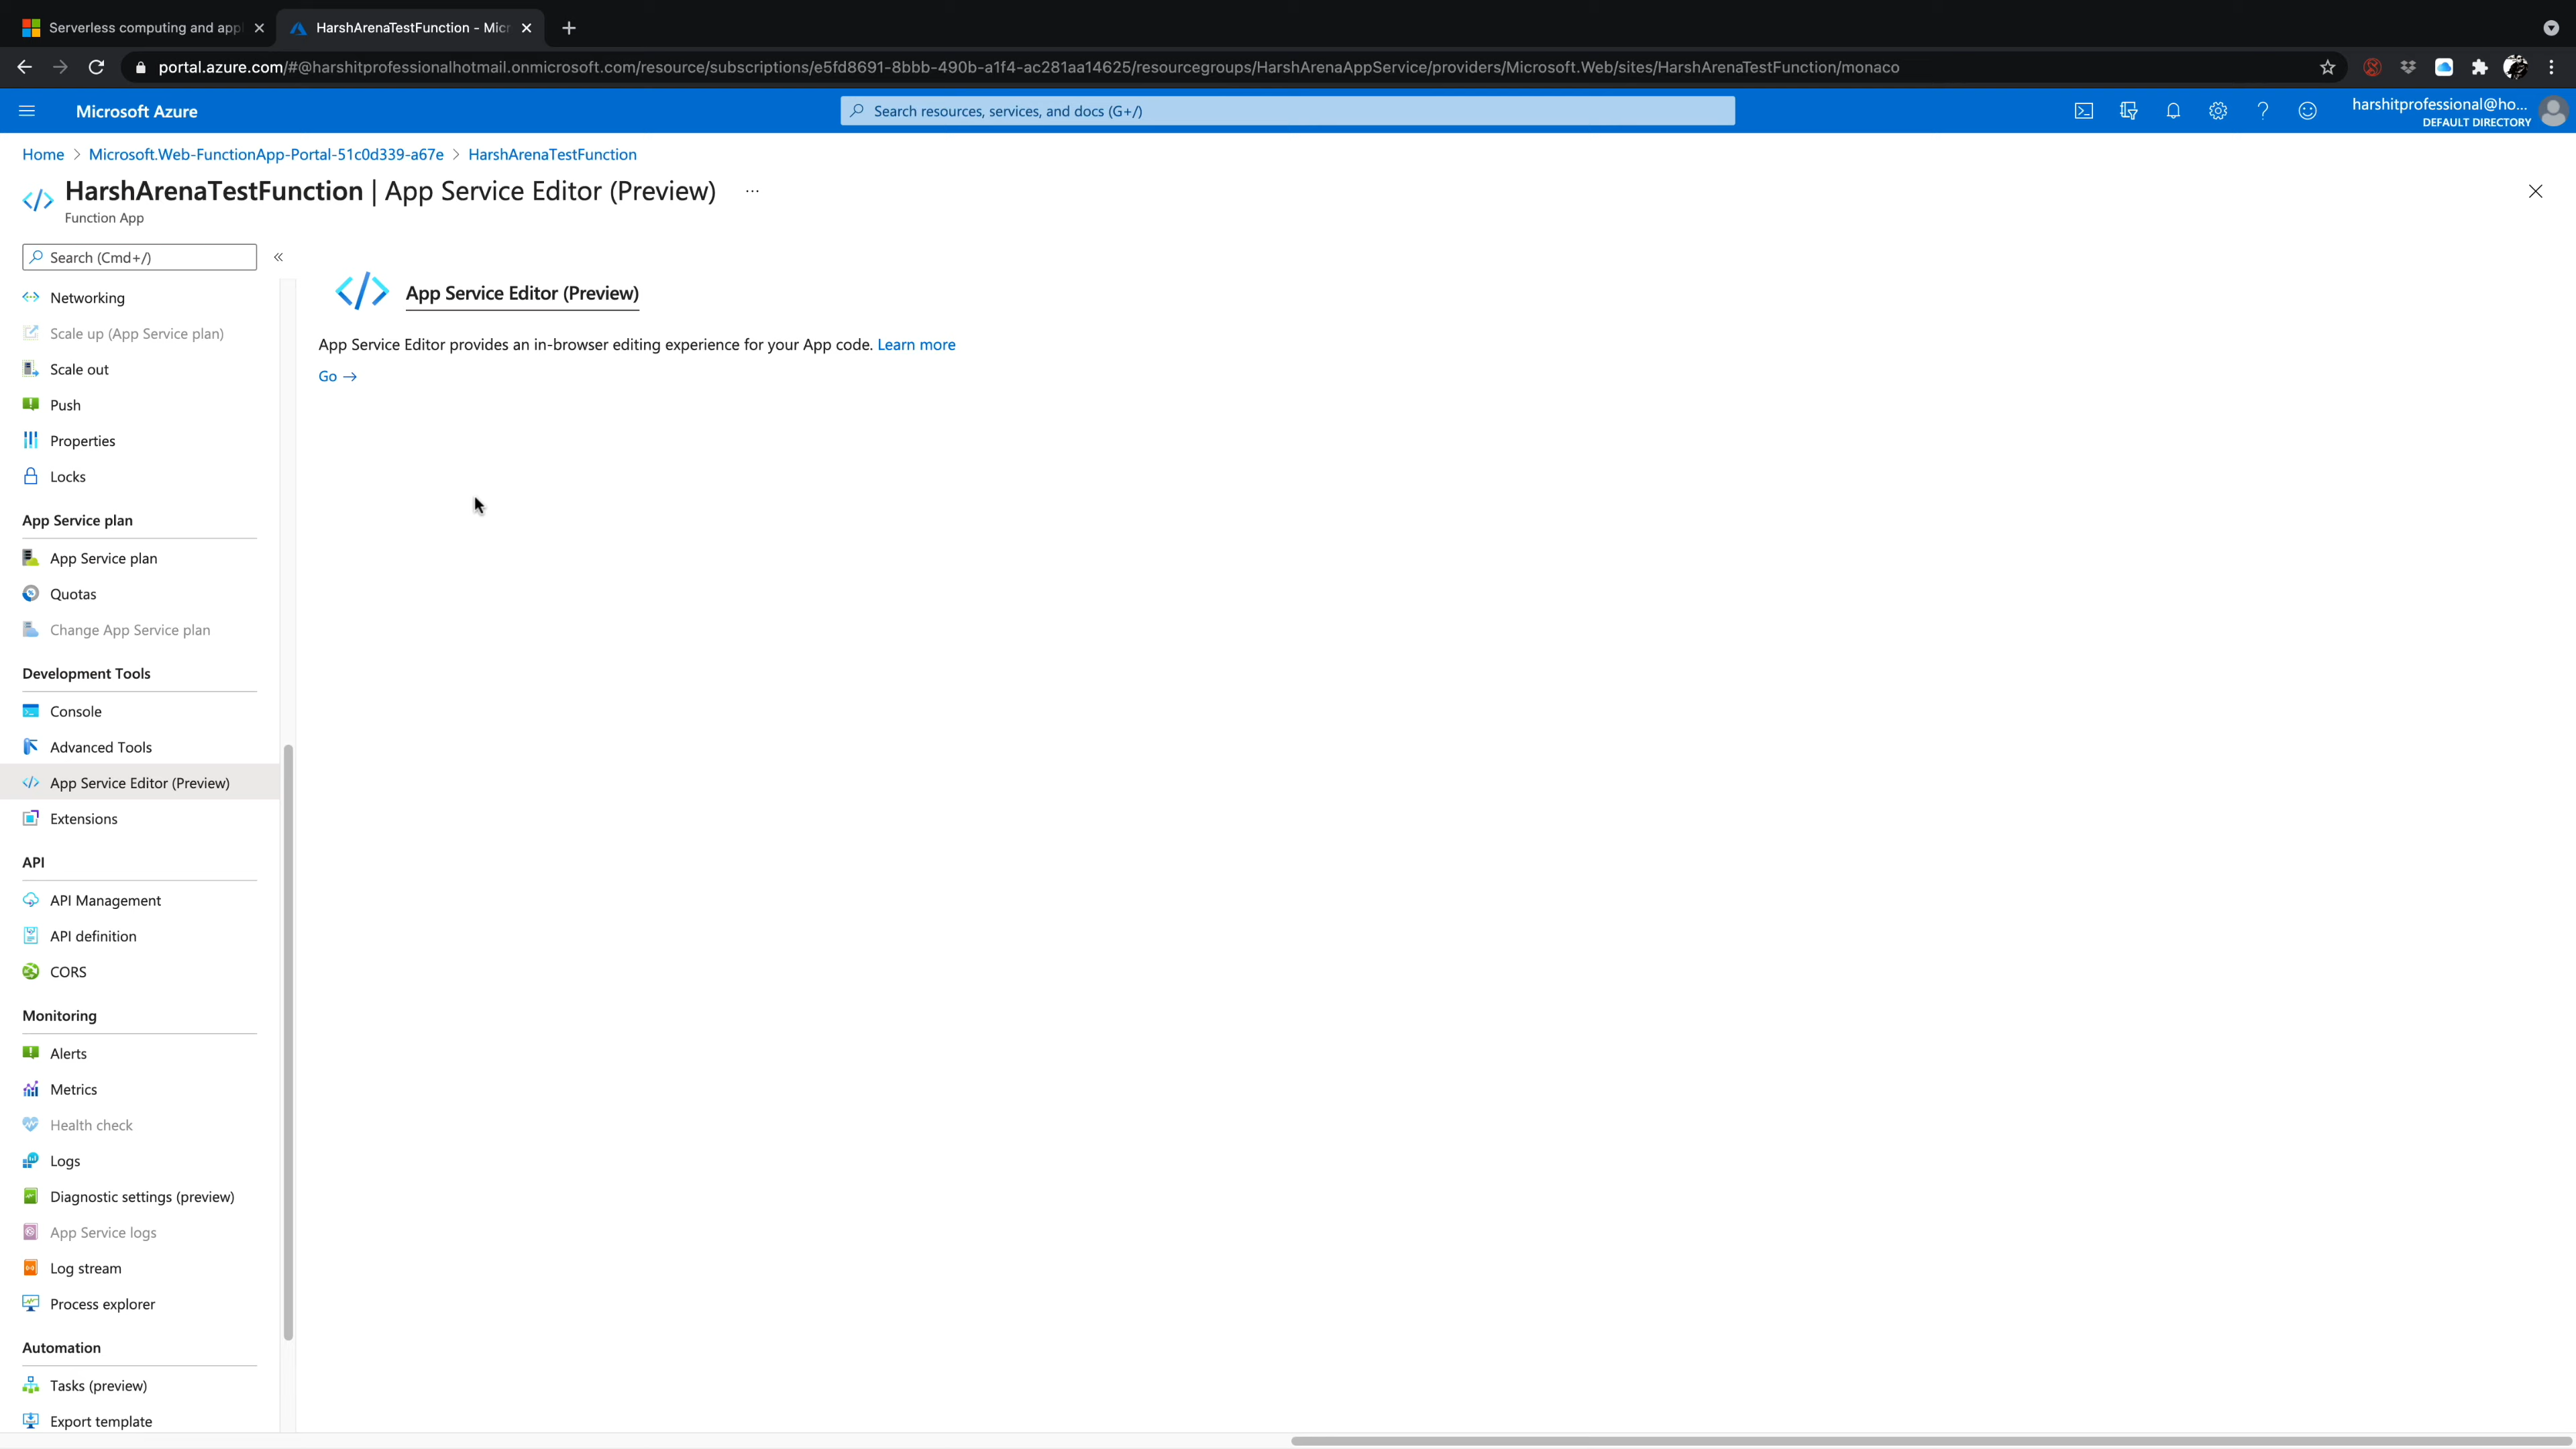 Serverless computing and appl
HarshArenaTestFunction - Micr
portal.azure.com/#@harshitprofessionalhotmail.onmicrosoft.com/resource/subscriptions/e5fd8691-8bbb-490b-a1f4-ac281aa14625/resourcegroups/HarshArenaAppService/providers/Microsoft.Web/sites/HarshArenaTestFunction/monaco
Microsoft Azure
Search resources, services, and docs (G+/)
harshitprofessional@ho...
DEFAULT DIRECTORY
Home > Microsoft.Web-FunctionApp-Portal-51c0d339-a67e > HarshArenaTestFunction
HarshArenaTestFunction | App Service Editor (Preview) ...
Function App
Search (Cmd+/)
«
App Service Editor (Preview)
App Service Editor provides an in-browser editing experience for your App code. Learn more
Go →
Networking
Scale up (App Service plan)
Scale out
Push
Properties
Locks
App Service plan
App Service plan
Quotas
Change App Service plan
Development Tools
Console
Advanced Tools
App Service Editor (Preview)
Extensions
API
API Management
API definition
CORS
Monitoring
Alerts
Metrics
Health check
Logs
Diagnostic settings (preview)
App Service logs
Log stream
Process explorer
Automation
Tasks (preview)
Export template